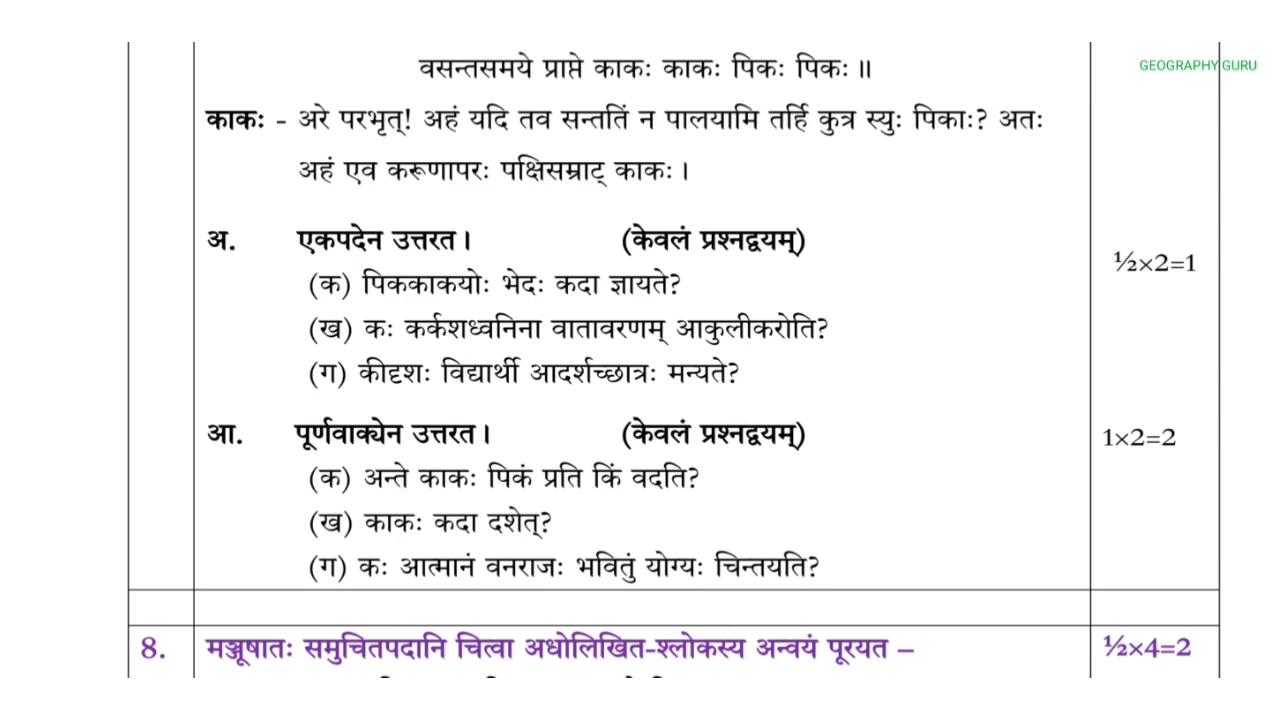 GEOGRAPHY GURU
वसन्तसमये प्राप्ते काकः काकः पिकः पिकः ॥
काकः - अरे परभृत्! अहं यदि तव सन्ततिं न पालयामि तर्हि कुत्र स्युः पिकाः? अतः
अहं एव करूणापरः पक्षिसम्राट् काकः ।
अ. एकपदेन उत्तरत । (केवलं प्रश्नद्वयम्) ½×2=1
(क) पिककाकयोः भेदः कदा ज्ञायते?
(ख) कः कर्कशध्वनिना वातावरणम् आकुलीकरोति?
(ग) कीदृशः विद्यार्थी आदर्शच्छात्रः मन्यते?
आ. पूर्णवाक्येन उत्तरत । (केवलं प्रश्नद्वयम्) 1×2=2
(क) अन्ते काकः पिकं प्रति किं वदति?
(ख) काकः कदा दशेत्?
(ग) कः आत्मानं वनराजः भवितुं योग्यः चिन्तयति?
8. मञ्जूषातः समुचितपदानि चित्वा अधोलिखित-श्लोकस्य अन्वयं पूरयत – ½×4=2